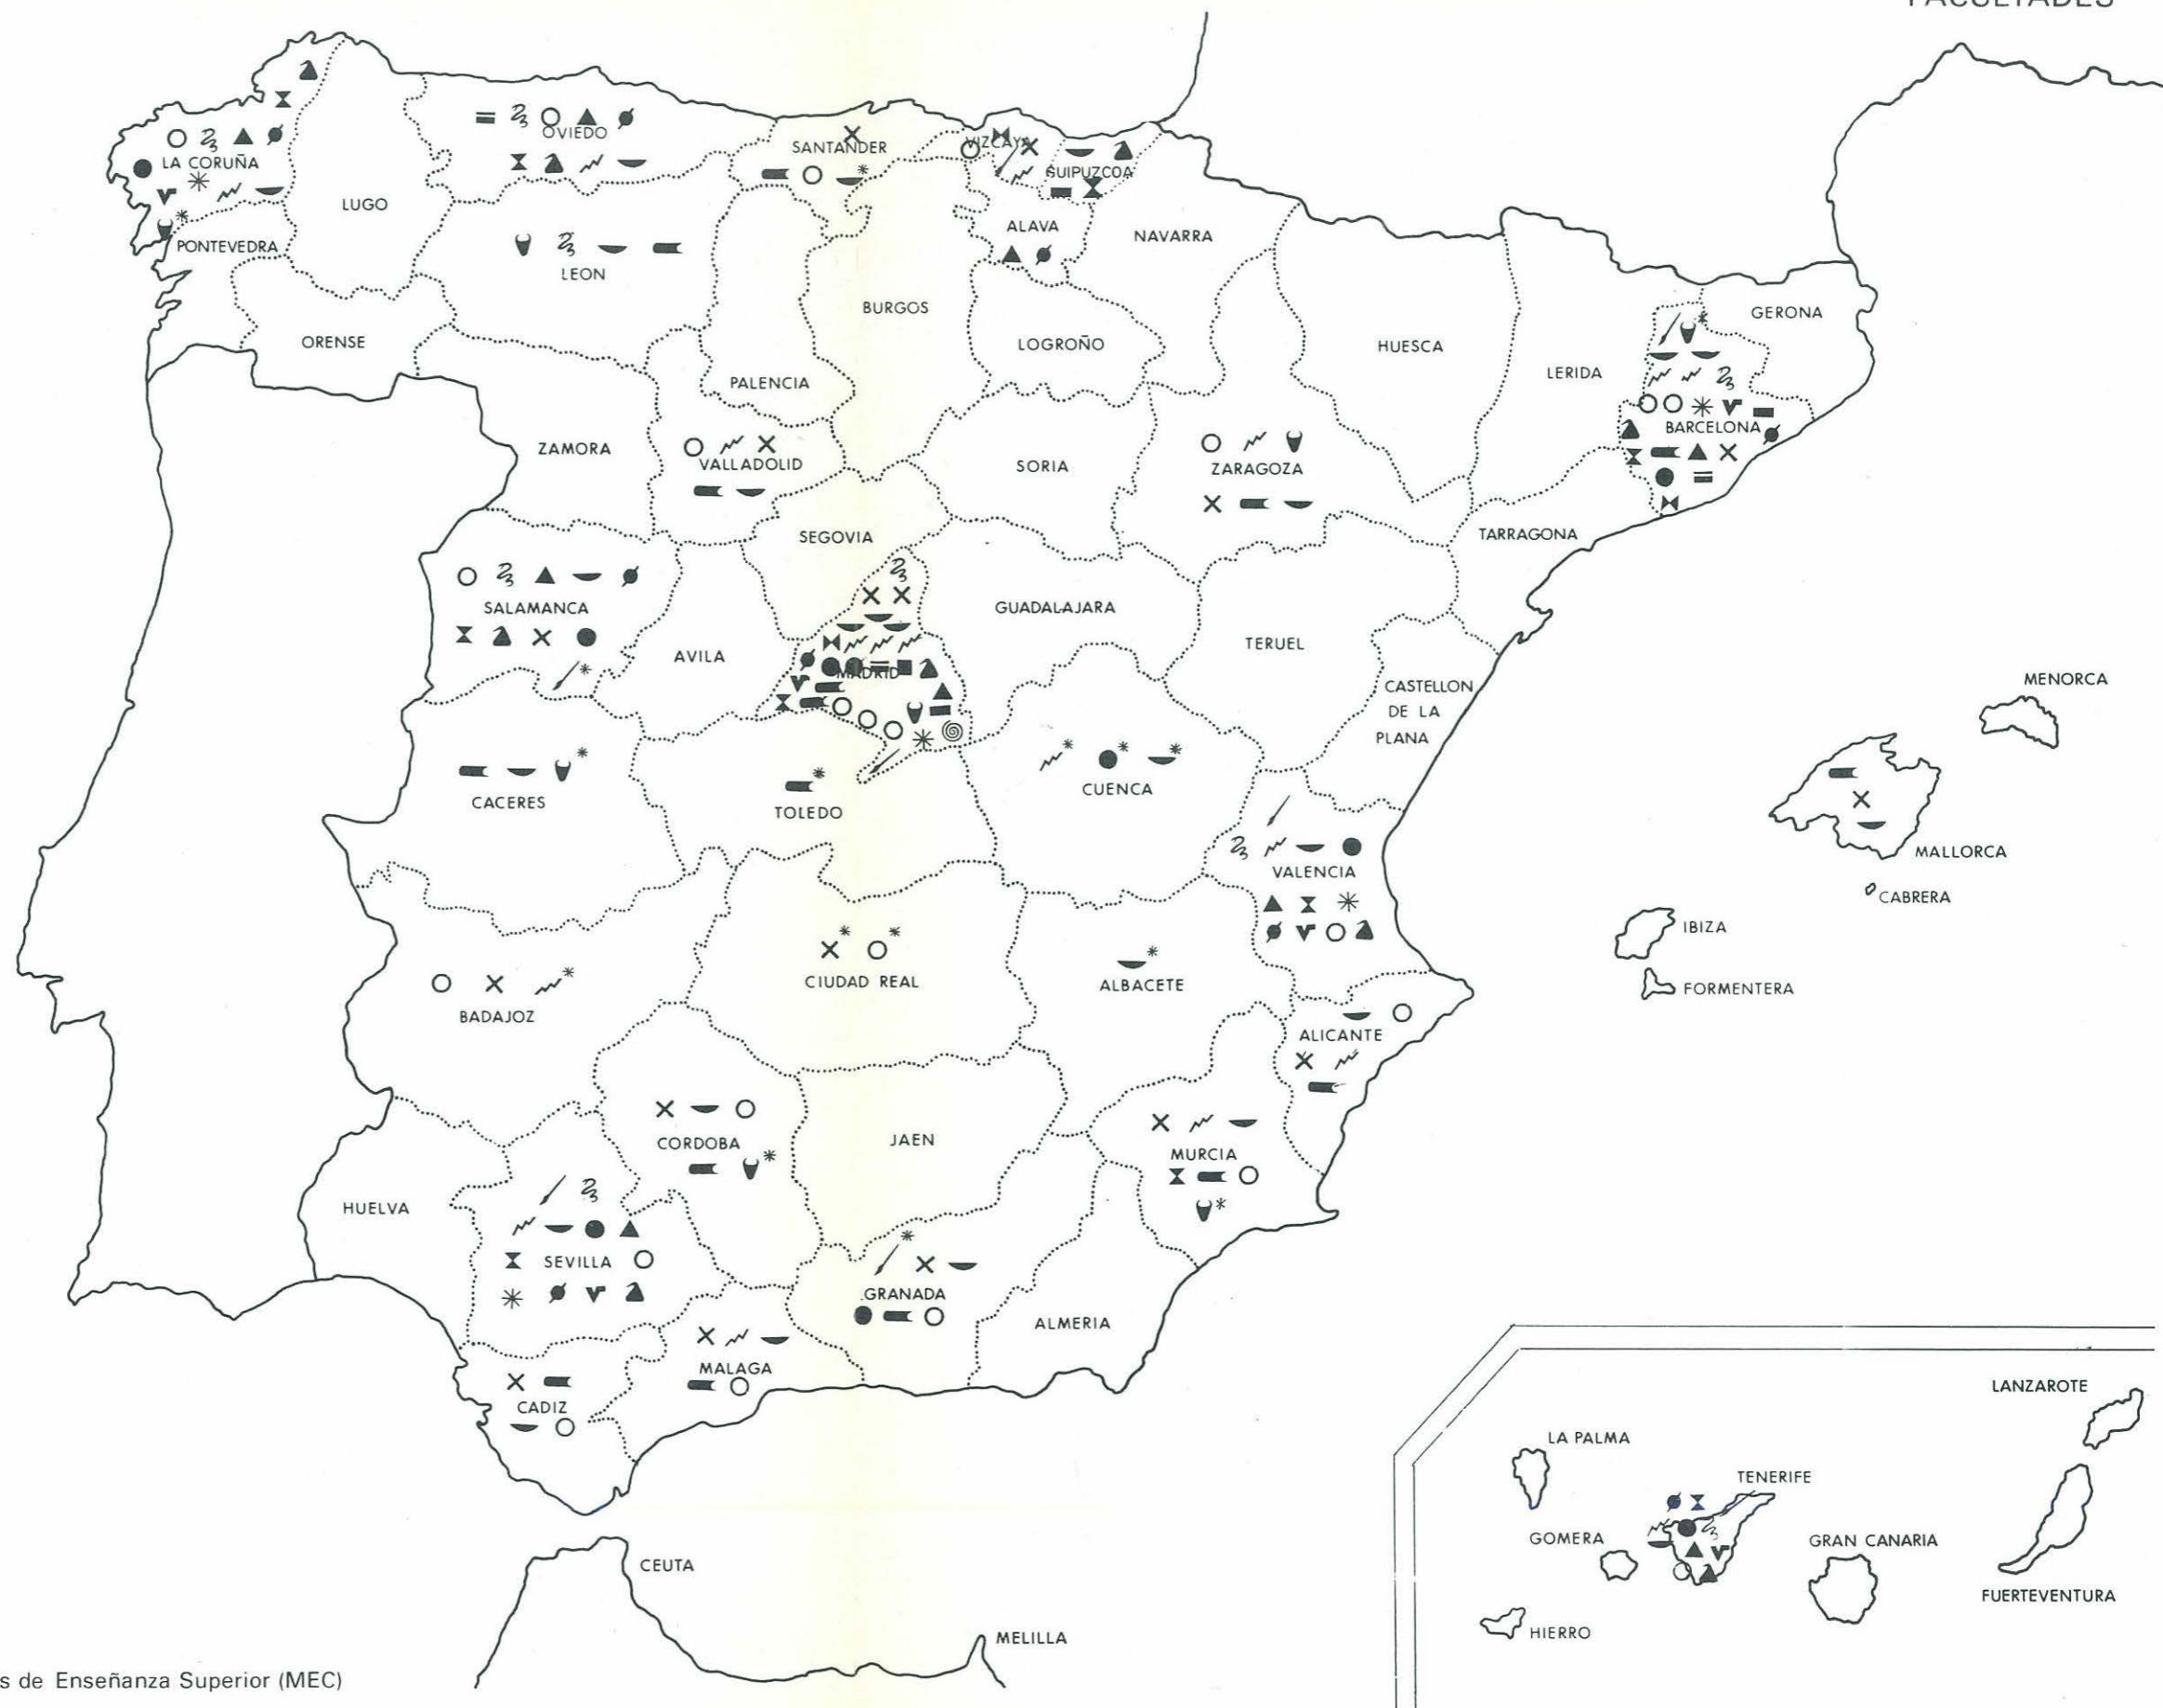 FACULTADES
OVIEDO
SANTANDER
VIZCAYA
LA CORUÑA
GUIPUZCOA
LUGO
PONTEVEDRA
ALAVA
NAVARRA
LEON
BURGOS
GERONA
ORENSE
LOGROÑO
HUESCA
LERIDA
PALENCIA
BARCELONA
ZAMORA
VALLADOLID
SORIA
ZARAGOZA
SEGOVIA
TARRAGONA
SALAMANCA
GUADALAJARA
AVILA
TERUEL
MADRID
CASTELLON
DE LA
PLANA
MENORCA
CACERES
TOLEDO
CUENCA
MALLORCA
VALENCIA
CABRERA
IBIZA
CIUDAD REAL
ALBACETE
FORMENTERA
BADAJOZ
ALICANTE
CORDOBA
JAEN
MURCIA
HUELVA
SEVILLA
GRANADA
ALMERIA
MALAGA
CADIZ
LANZAROTE
LA PALMA
TENERIFE
GOMERA
GRAN CANARIA
CEUTA
FUERTEVENTURA
HIERRO
MELILLA
s de Enseñanza Superior (MEC)